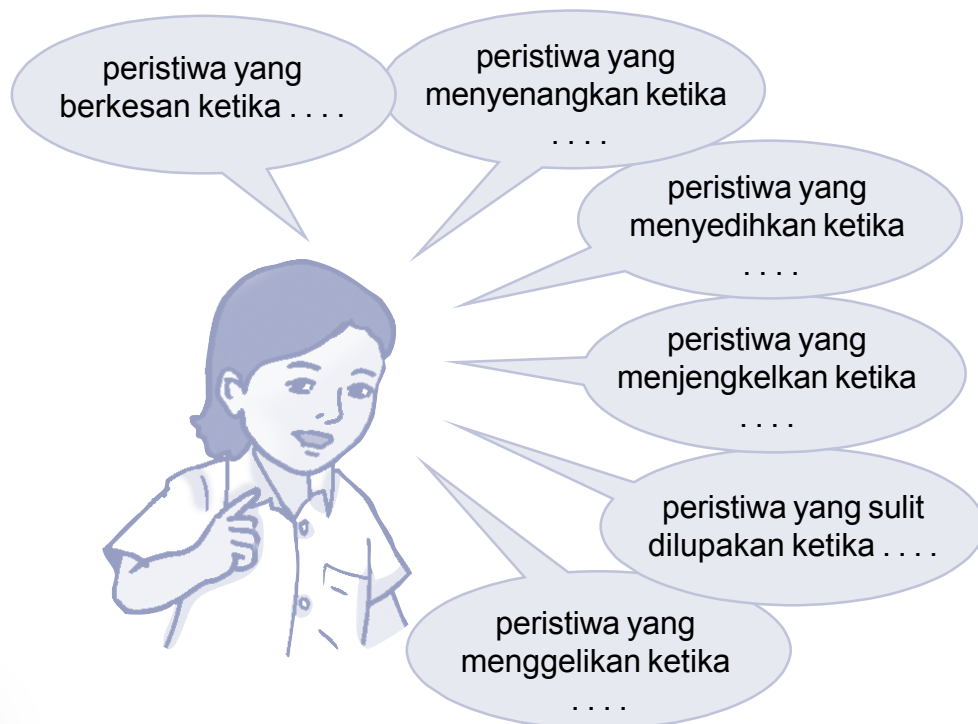 peristiwa yang
berkesan ketika . . . .
peristiwa yang
menyenangkan ketika
. . . .
peristiwa yang
menyedihkan ketika
. . . .
peristiwa yang
menjengkelkan ketika
. . . .
peristiwa yang sulit
dilupakan ketika . . . .
peristiwa yang
menggelikan ketika
. . . .